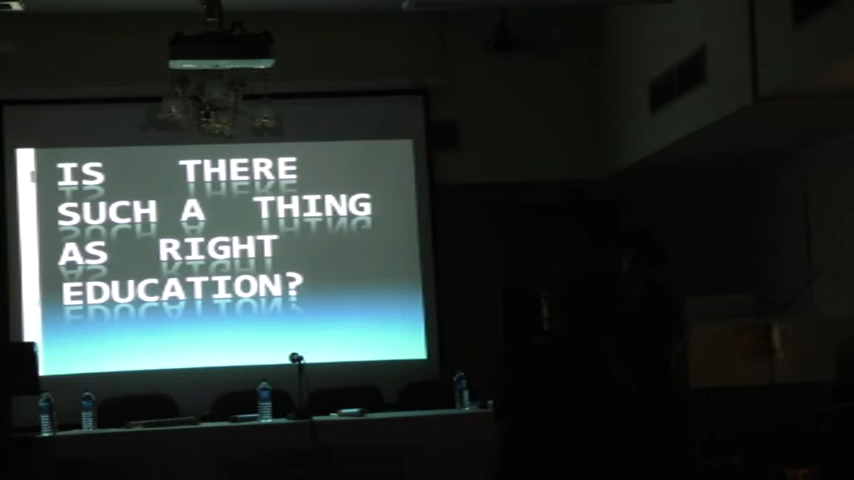 IS THERE
SUCH A THING
AS RIGHT
EDUCATION?